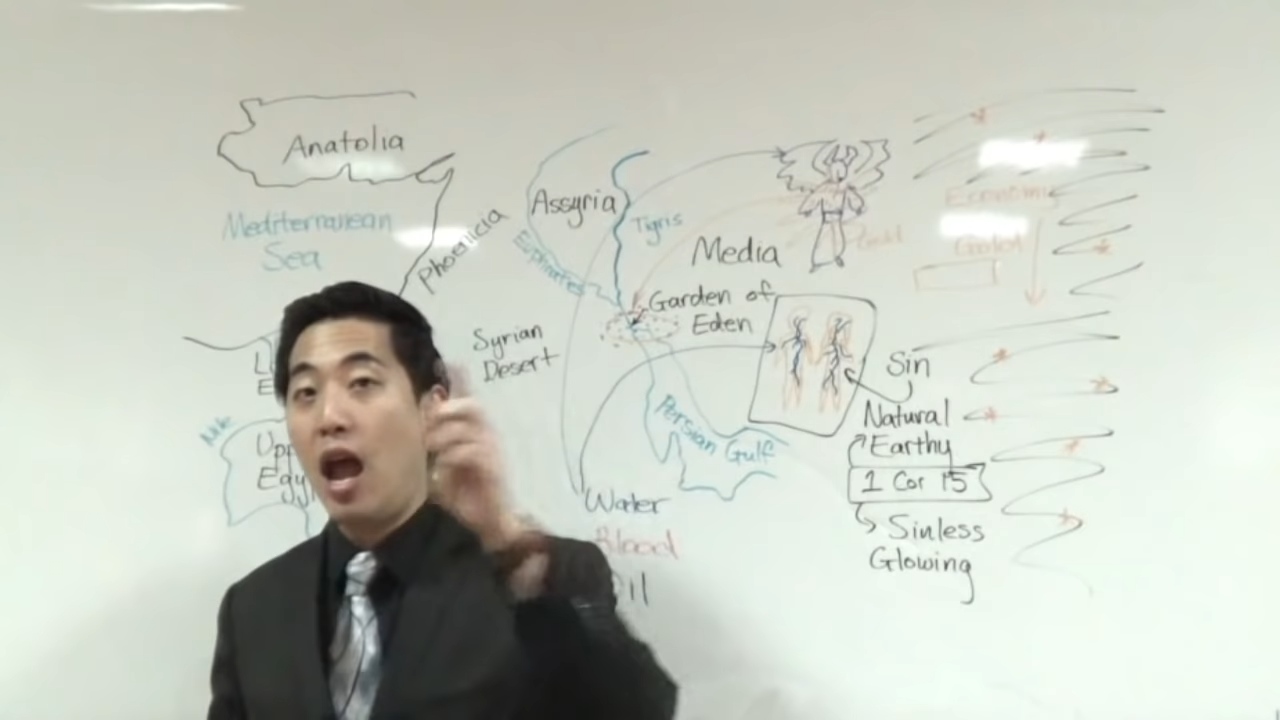 Anatolia
Mediterranean
Sea
Phoenicia
Assyria
Euphrates
Tigris
Media
Gold
Garden of
Eden
Syrian
Desert
Persian Gulf
Nile
Water
Blood
Sin
Natural
Earthy
1 Cor 15
Sinless
Glowing